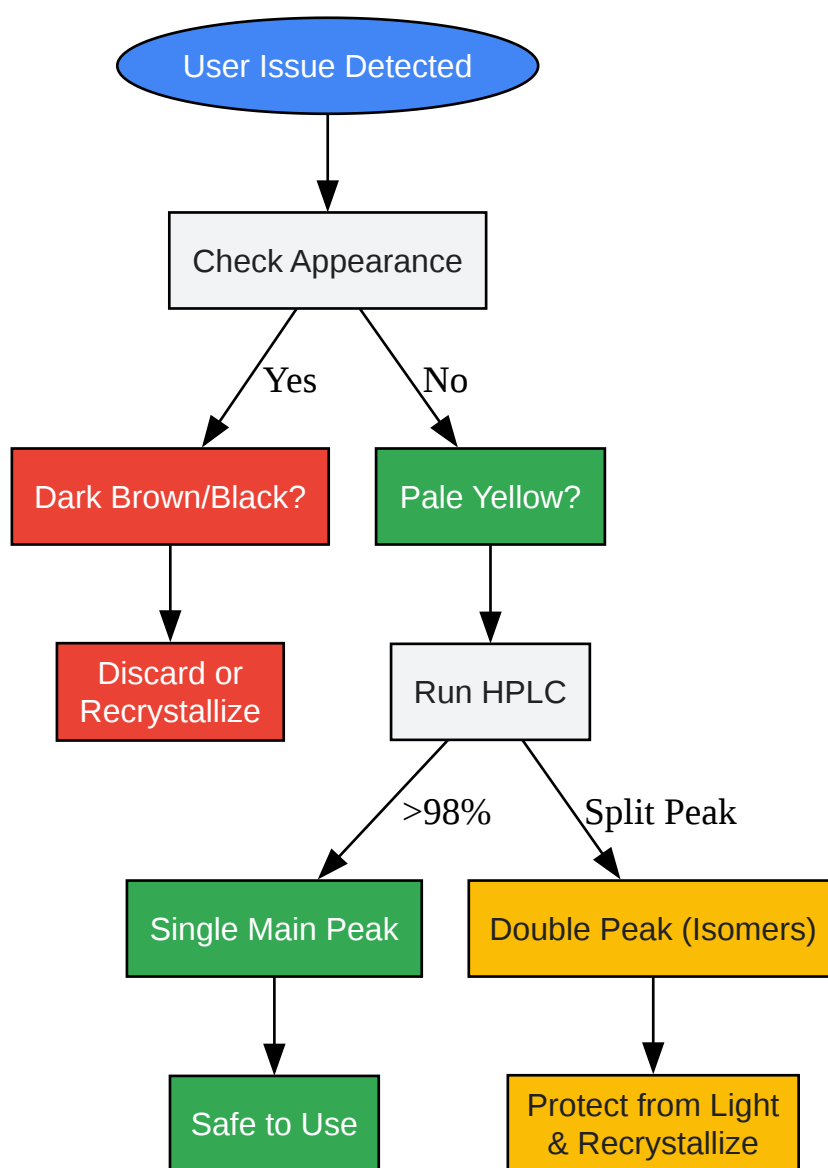 User Issue Detected
Check Appearance
Yes
No
Dark Brown/Black?
Pale Yellow?
Discard or
Recrystallize
Run HPLC
>98%
Split Peak
Single Main Peak
Double Peak (Isomers)
Safe to Use
Protect from Light
& Recrystallize